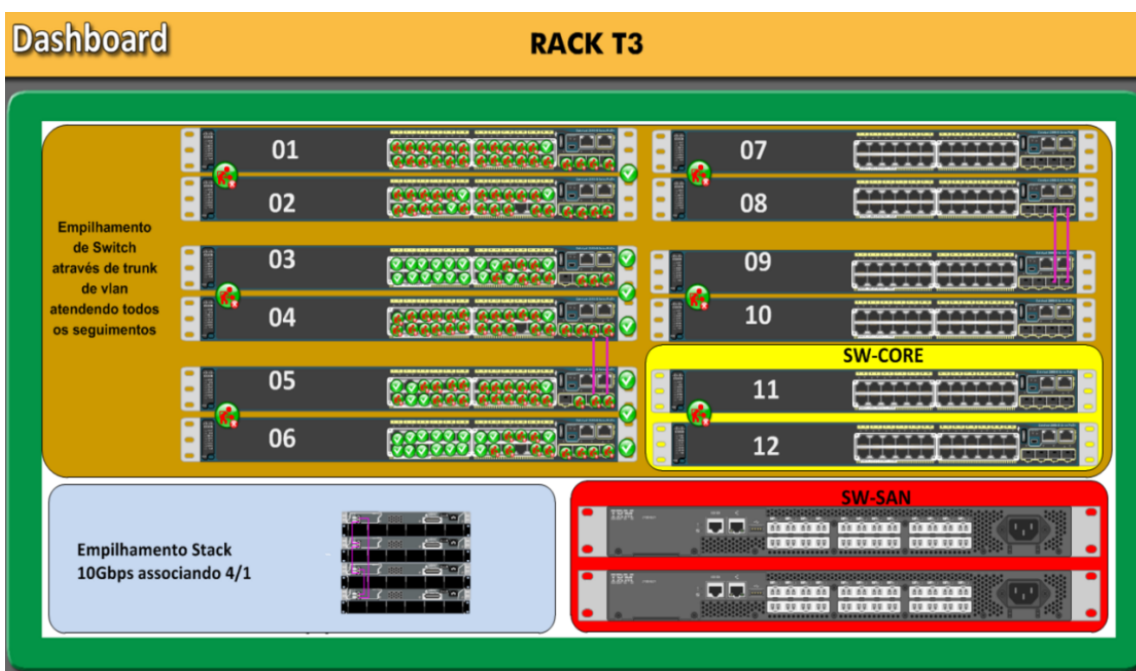 Dashboard
RACK T3
01
02
Empilhamento
de Switch
através de trunk
de vlan
atendendo todos
os seguimentos
03
04
05
06
07
08
09
10
SW-CORE
11
12
Empilhamento Stack
10Gbps associando 4/1
SW-SAN
IBM
IBM